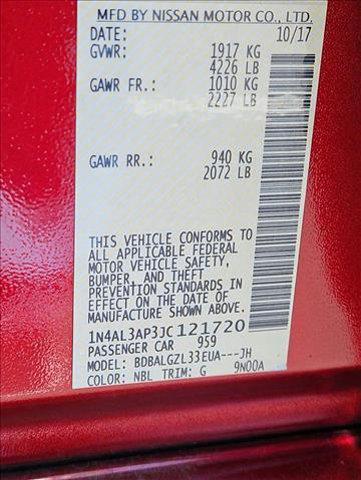 MFD BY NISSAN MOTOR CO., LTD.
DATE: 10/17
GVWR: 1917 KG
4226 LB
GAWR FR.: 1010 KG
2227 LB
GAWR RR.: 940 KG
2072 LB
THIS VEHICLE CONFORMS TO
ALL APPLICABLE FEDERAL
MOTOR VEHICLE SAFETY,
BUMPER, AND THEFT
PREVENTION STANDARDS IN
EFFECT ON THE DATE OF
MANUFACTURE SHOWN ABOVE.
1N4AL3AP3JC121720
PASSENGER CAR 959
MODEL: BDBALGZL33EUA---JH
COLOR: NBL TRIM: G 9N00A